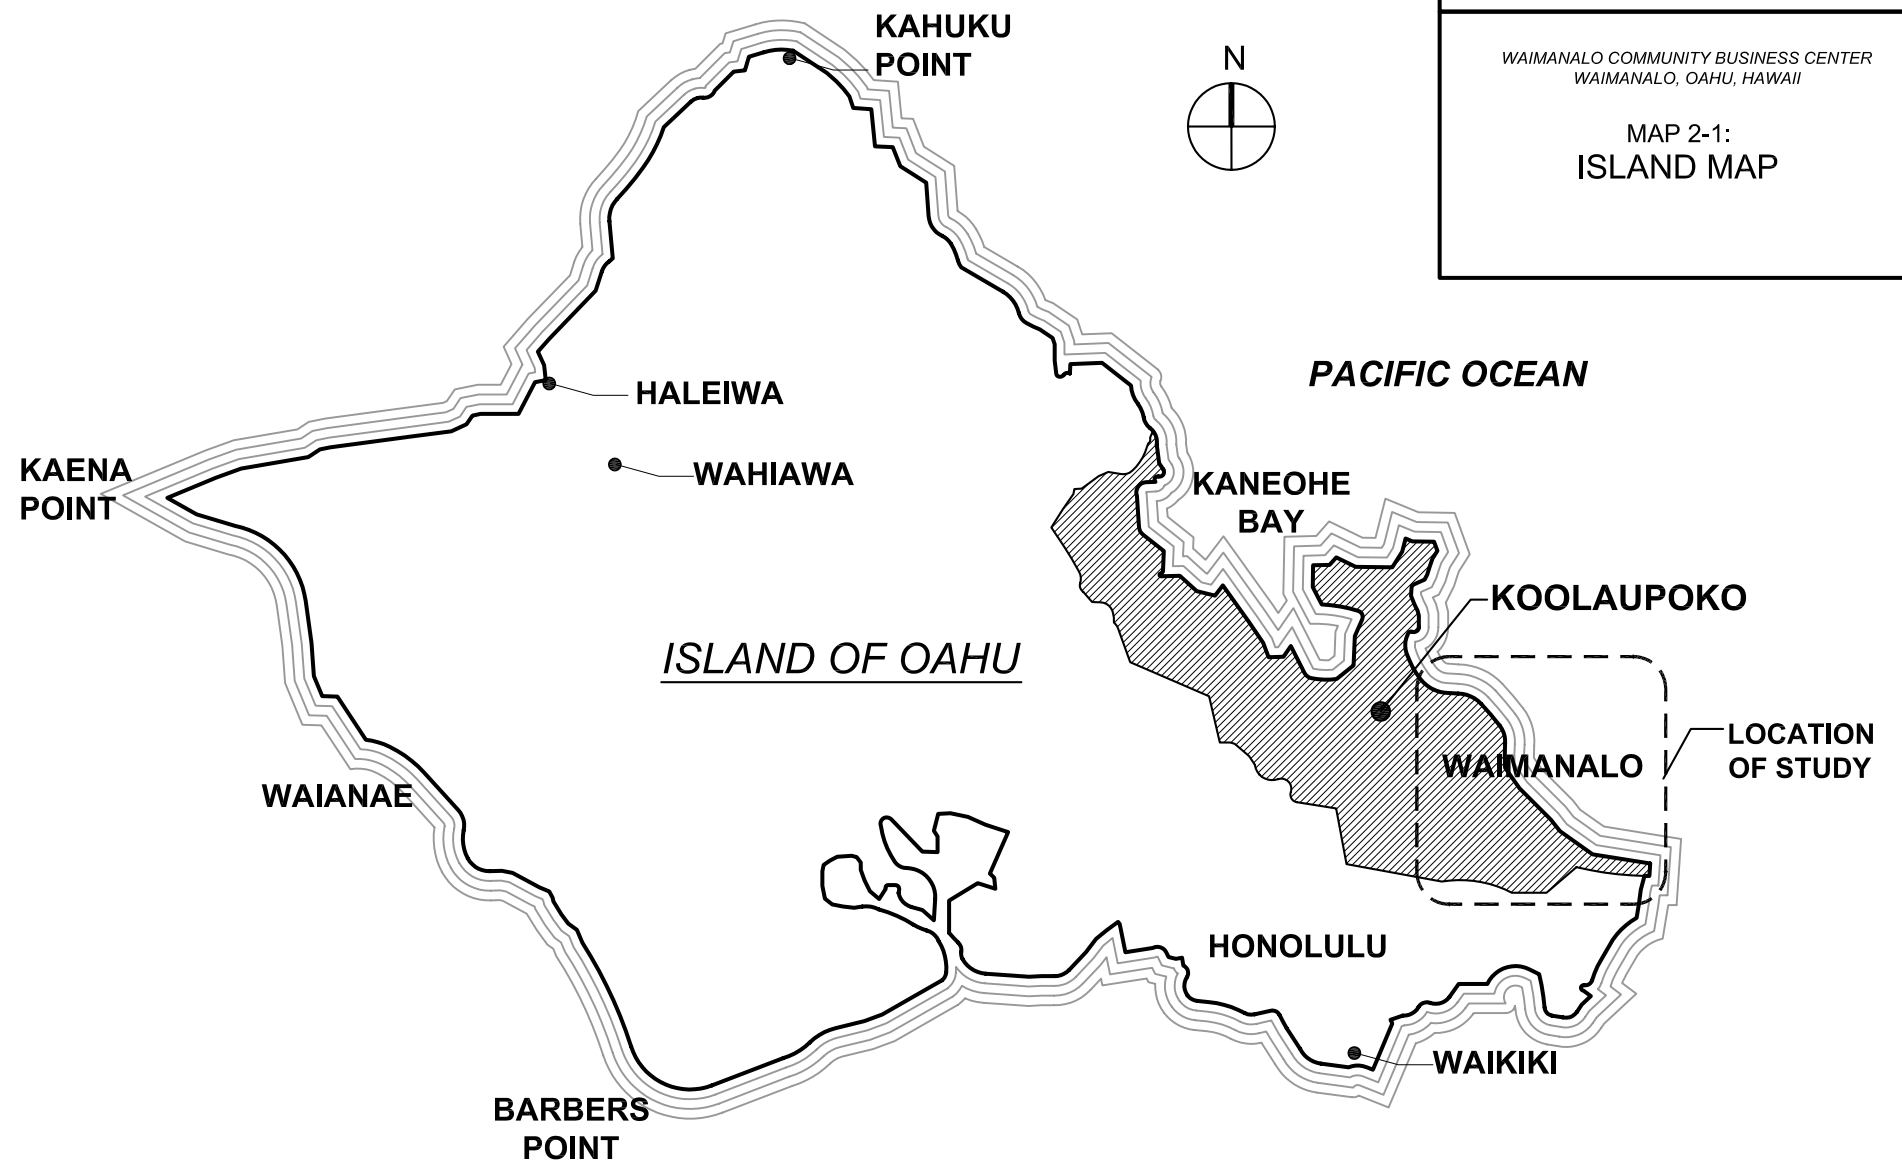 KAHUKU
POINT
N
WAIMANALO COMMUNITY BUSINESS CENTER
WAIMANALO, OAHU, HAWAII
MAP 2-1:
ISLAND MAP
PACIFIC OCEAN
HALEIWA
KAENA
POINT
WAHIAWA
KANEOHE
BAY
KOOLAUPOKO
ISLAND OF OAHU
LOCATION
OF STUDY
WAIMANALO
WAIANAE
HONOLULU
WAIKIKI
BARBERS
POINT